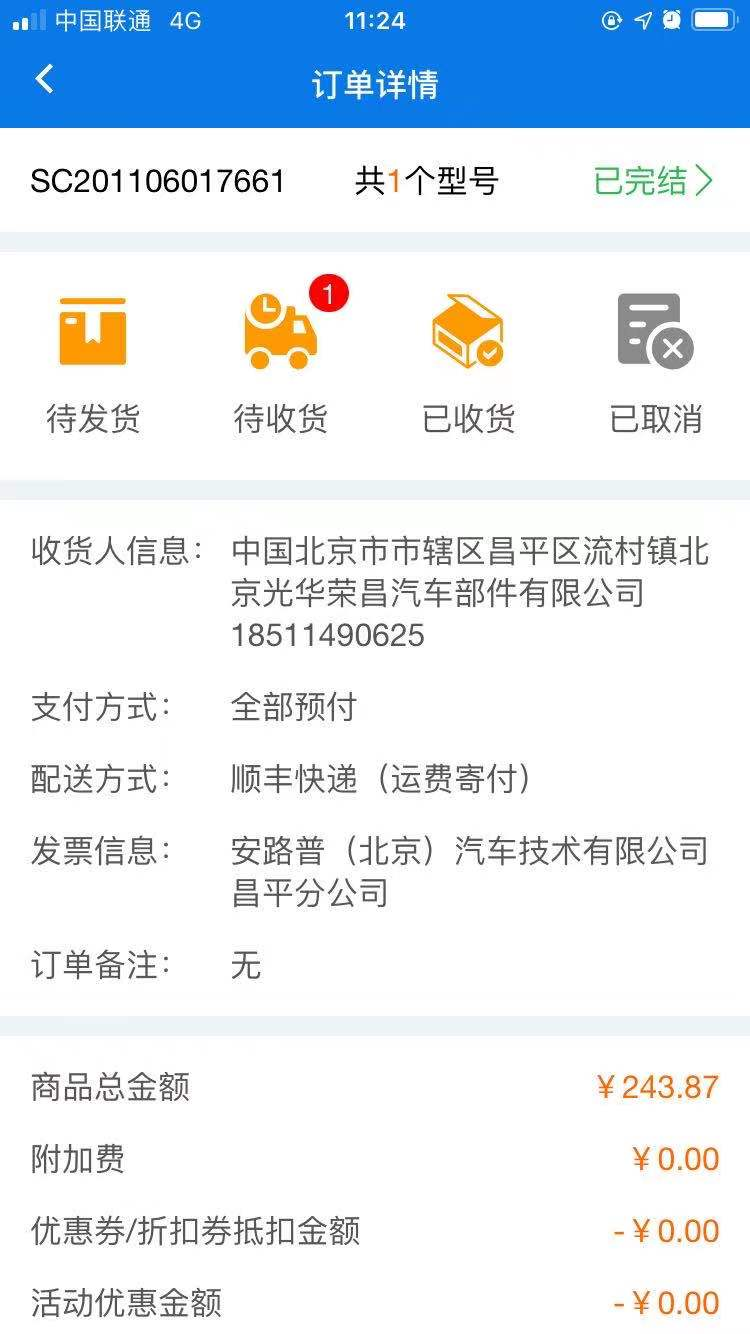 中国联通 4G 11:24
订单详情
SC201106017661 共1个型号 已完结
1
待发货 待收货 已收货 已取消
收货人信息： 中国北京市市辖区昌平区流村镇北
京光华荣昌汽车部件有限公司
18511490625
支付方式： 全部预付
配送方式： 顺丰快递（运费寄付）
发票信息： 安路普（北京）汽车技术有限公司
昌平分公司
订单备注： 无
商品总金额 ￥243.87
附加费 ￥0.00
优惠券/折扣券抵扣金额 -￥0.00
活动优惠金额 -￥0.00